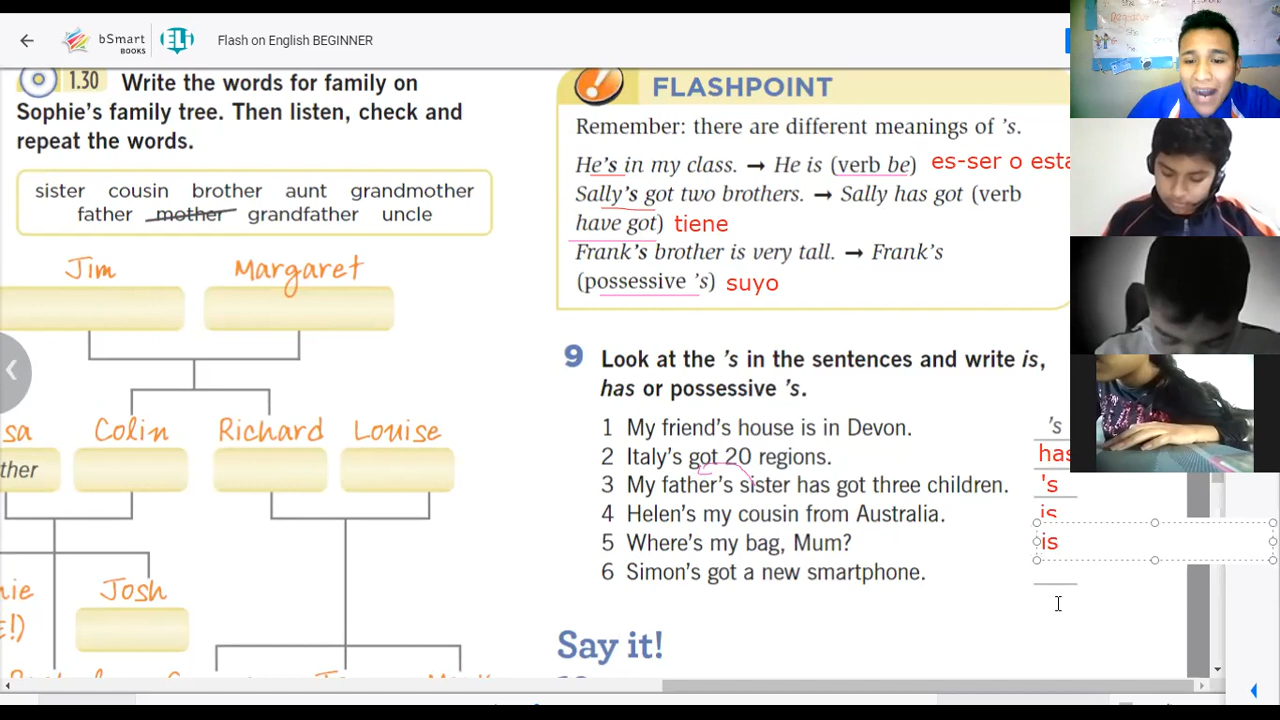 bSmart BOOKS
ELi
Flash on English BEGINNER
1.30 Write the words for family on
Sophie's family tree. Then listen, check and
repeat the words.
sister cousin brother aunt grandmother
father mother grandfather uncle
Jim Margaret
sa Colin Richard Louise
ther
nie Josh
!)
FLASHPOINT
Remember: there are different meanings of 's.
He's in my class. → He is (verb be) es-ser o esta
Sally's got two brothers. → Sally has got (verb
have got) tiene
Frank's brother is very tall. → Frank's
(possessive 's) suyo
9 Look at the 's in the sentences and write is,
has or possessive 's.
1 My friend's house is in Devon. 's
2 Italy's got 20 regions. has
3 My father's sister has got three children. 's
4 Helen's my cousin from Australia. is
5 Where's my bag, Mum? is
6 Simon's got a new smartphone.
Say it!